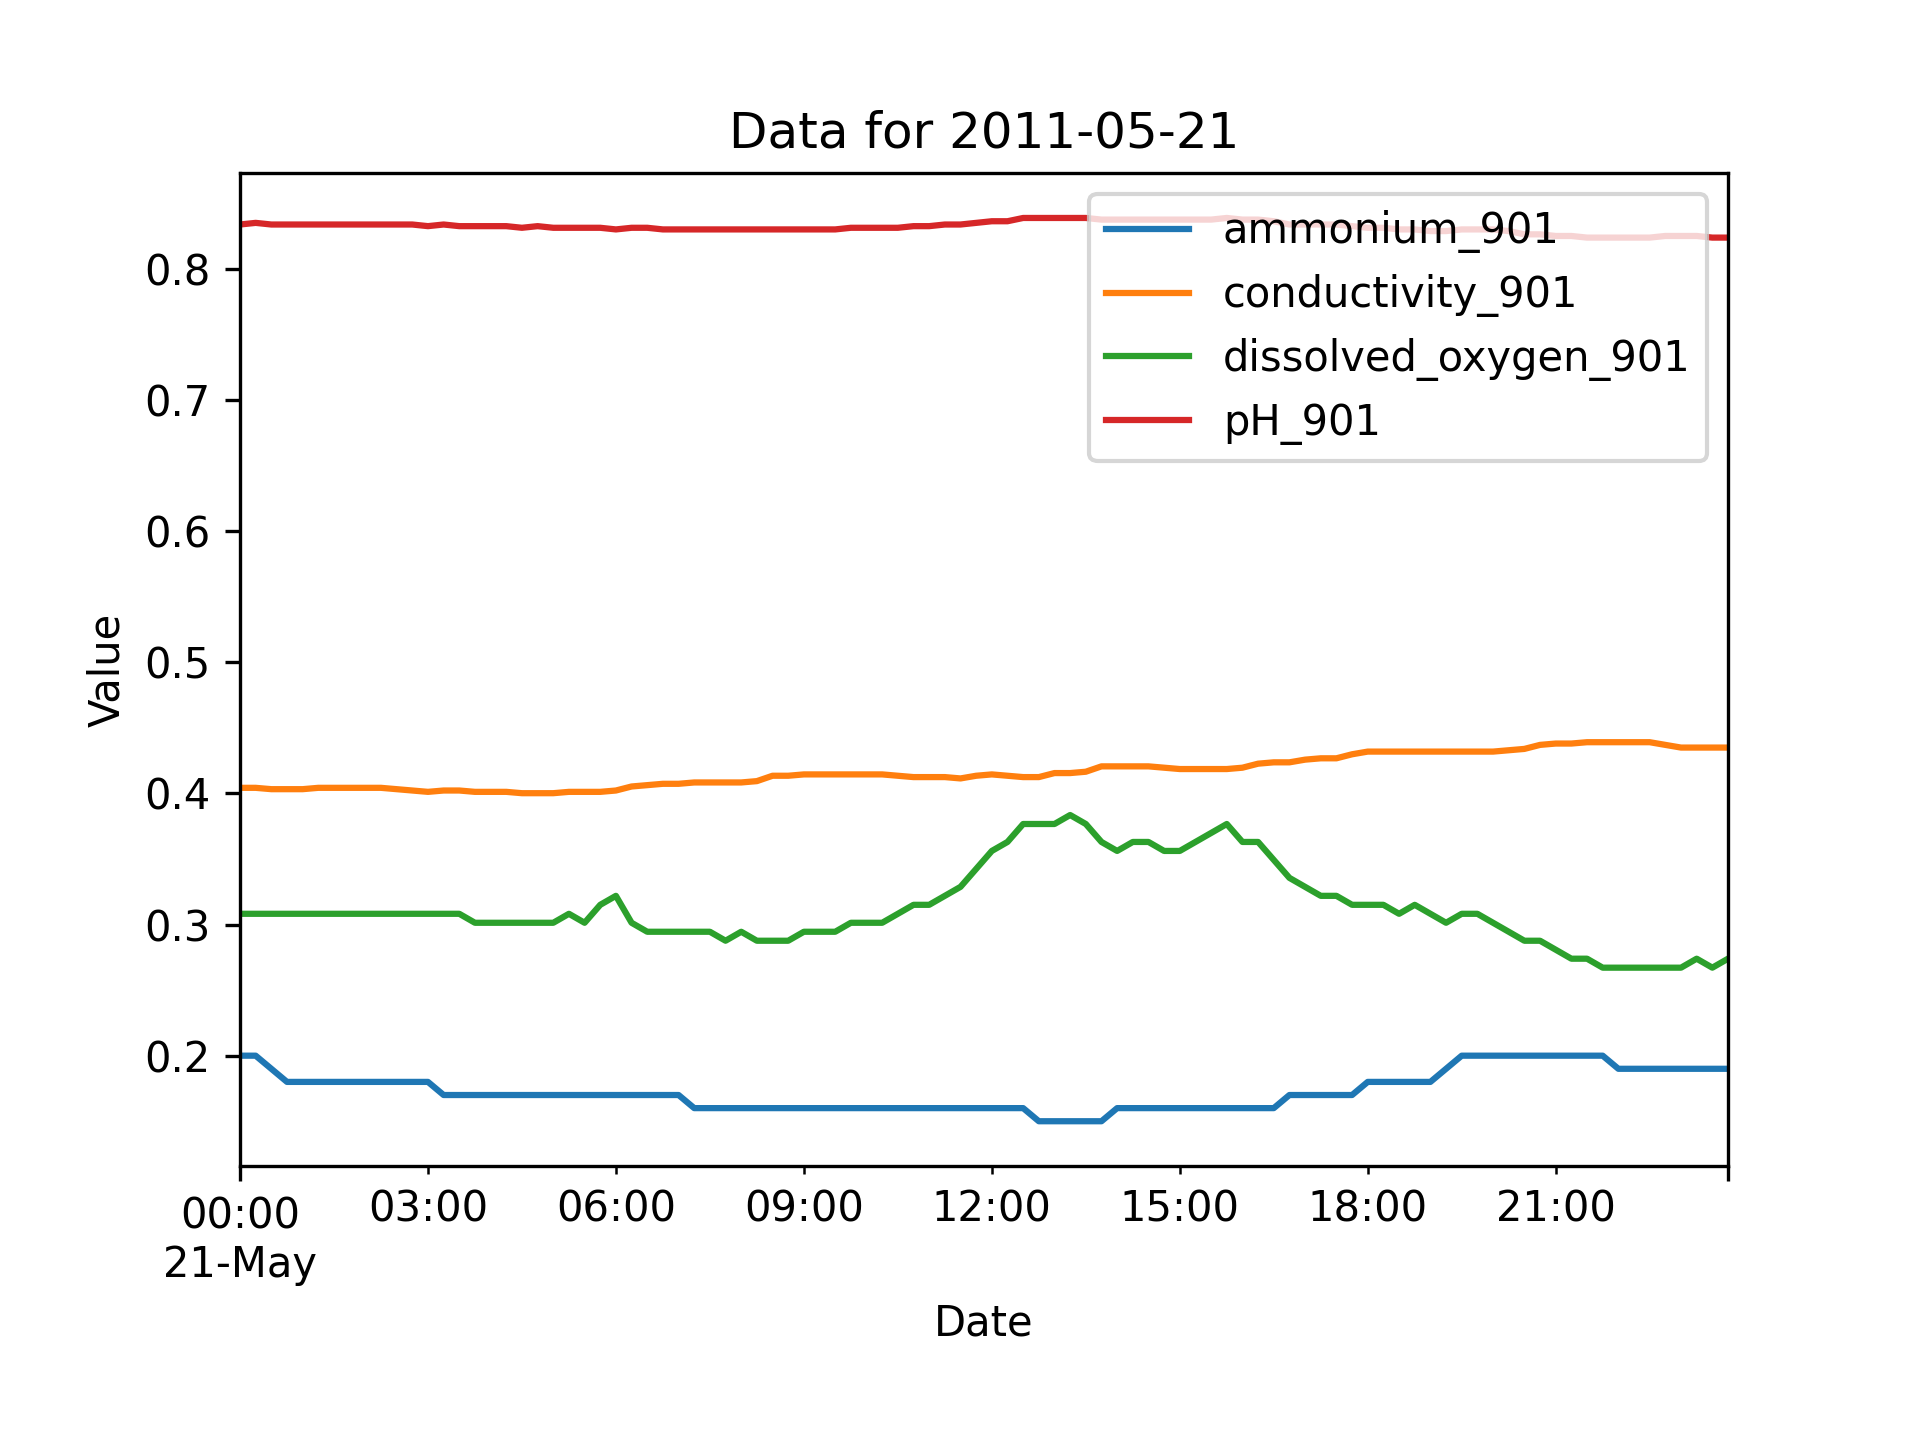 Data for 2011-05-21
ammonium_901
conductivity_901
dissolved_oxygen_901
pH_901
Value
0.8
0.7
0.6
0.5
0.4
0.3
0.2
00:00 03:00 06:00 09:00 12:00 15:00 18:00 21:00
21-May
Date